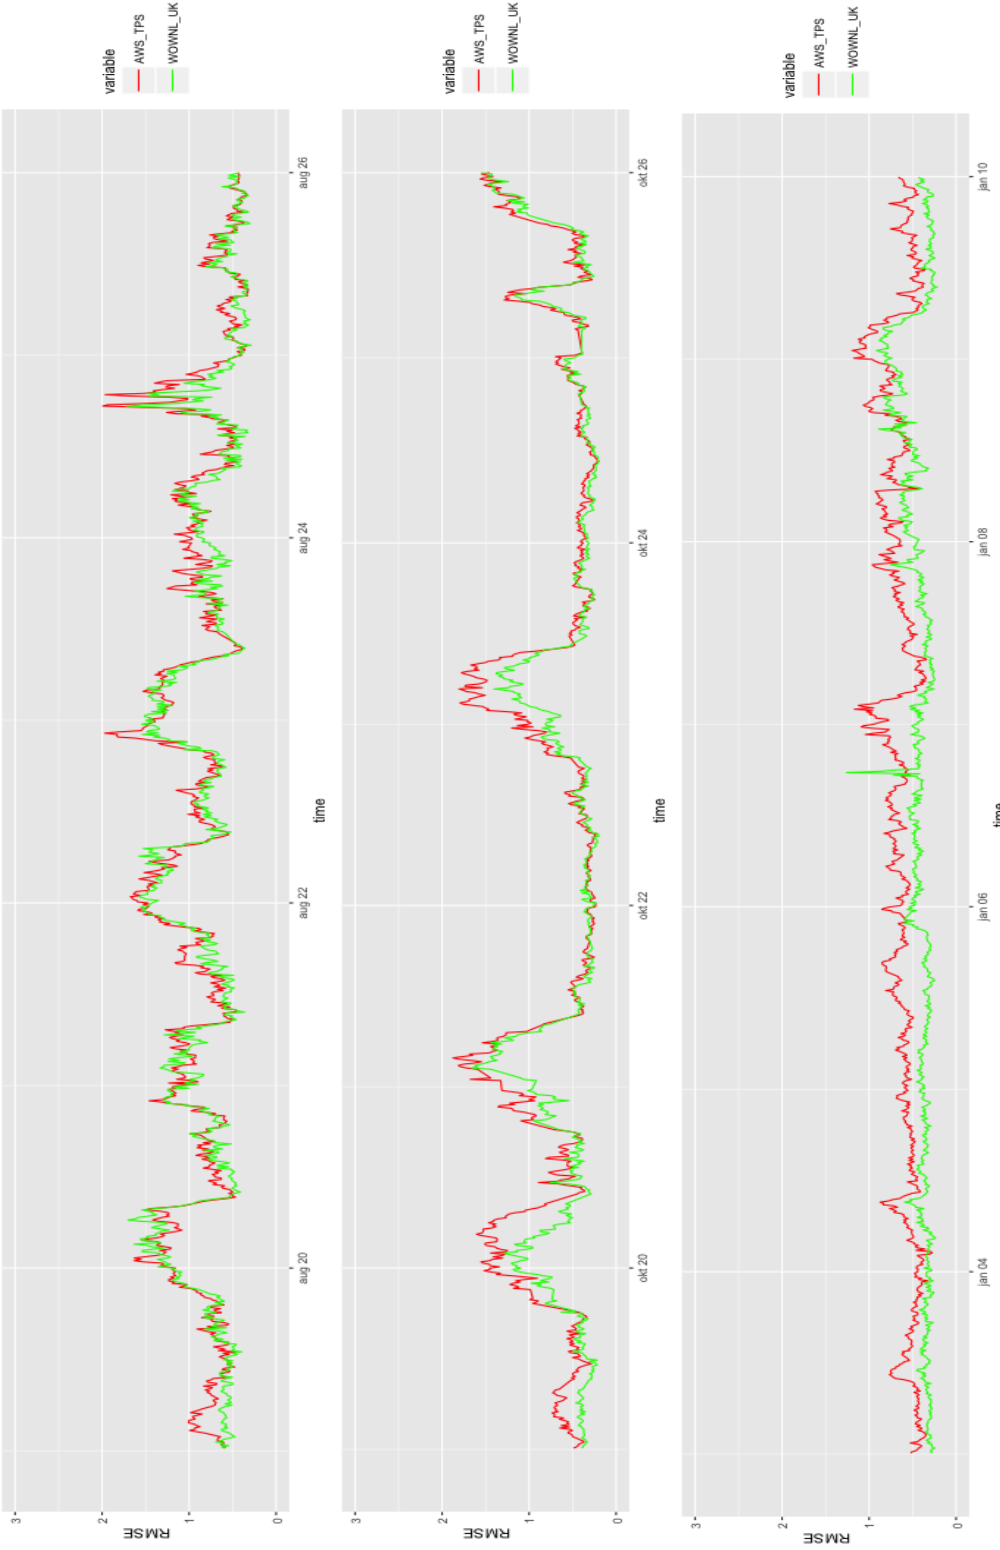 RMSE
3
2
1
0
aug 20
aug 22
aug 24
aug 26
time
variable
AWS_TPS
WOWNL_UK
RMSE
3
2
1
0
okt 20
okt 22
okt 24
okt 26
time
variable
AWS_TPS
WOWNL_UK
RMSE
3
2
1
0
jan 04
jan 06
jan 08
jan 10
time
variable
AWS_TPS
WOWNL_UK